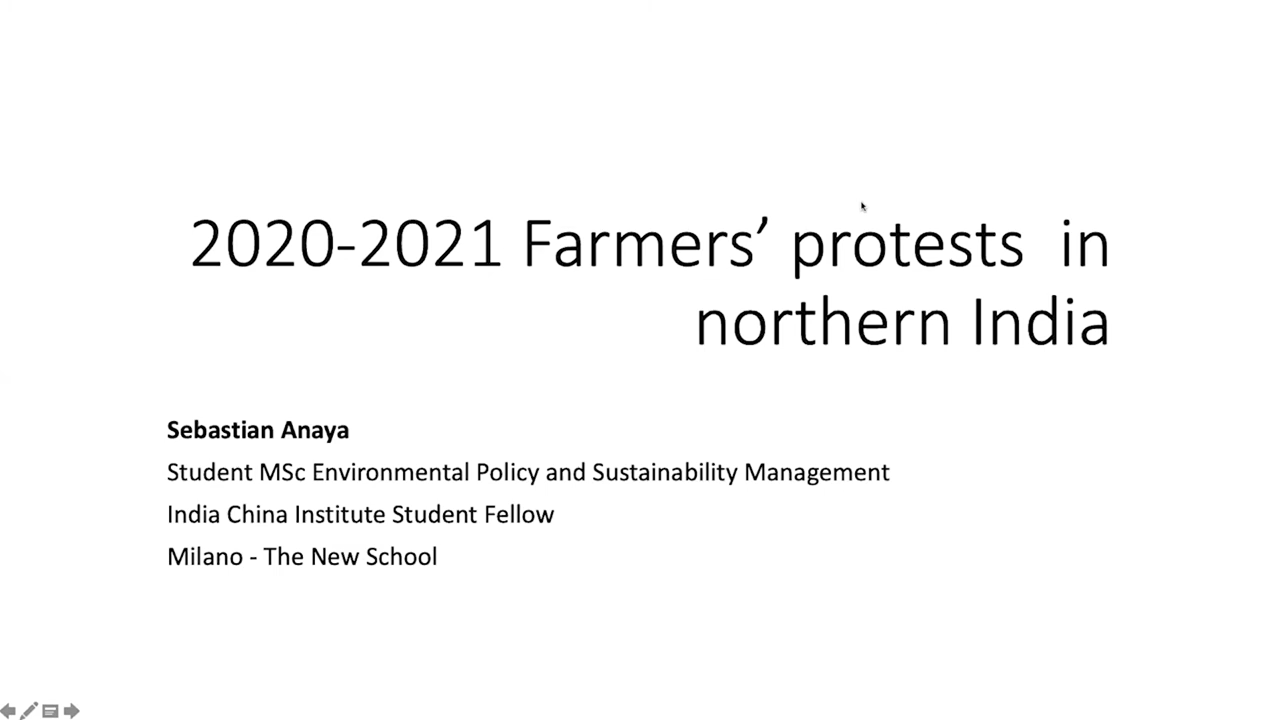 2020-2021 Farmers’ protests  in
northern India
Sebastian Anaya
Student MSc Environmental Policy and Sustainability Management
India China Institute Student Fellow
Milano - The New School